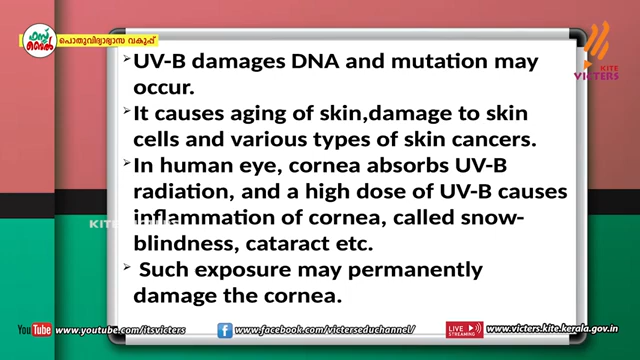 ഫസ്റ്റ് ബെൽ
പൊതുവിദ്യാഭ്യാസ വകുപ്പ്
KITE VICTERS
➢UV-B damages DNA and mutation may
occur.
➢It causes aging of skin,damage to skin
cells and various types of skin cancers.
➢In human eye, cornea absorbs UV-B
radiation, and a high dose of UV-B causes
inflammation of cornea, called snow-
blindness, cataract etc.
➢ Such exposure may permanently
damage the cornea.
KITE
YouTube www.youtube.com/itsvicters
f www.facebook.com/victerseduchannel/
LIVE STREAMING www.victers.kite.kerala.gov.in